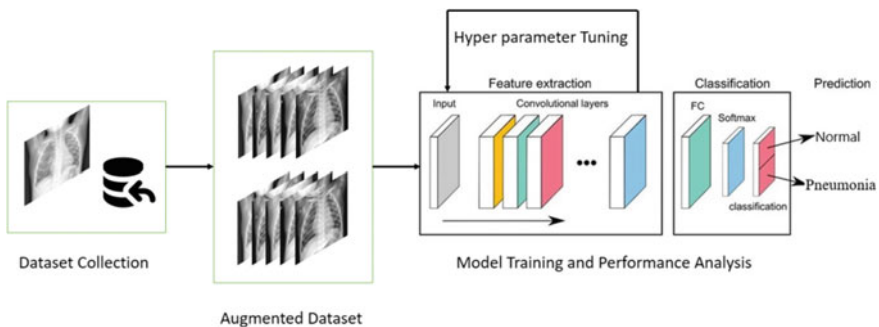 Hyper parameter Tuning
Feature extraction
Classification
Prediction
Input
Convolutional layers
FC
Softmax
Normal
Pneumonia
classification
Dataset Collection
Model Training and Performance Analysis
Augmented Dataset